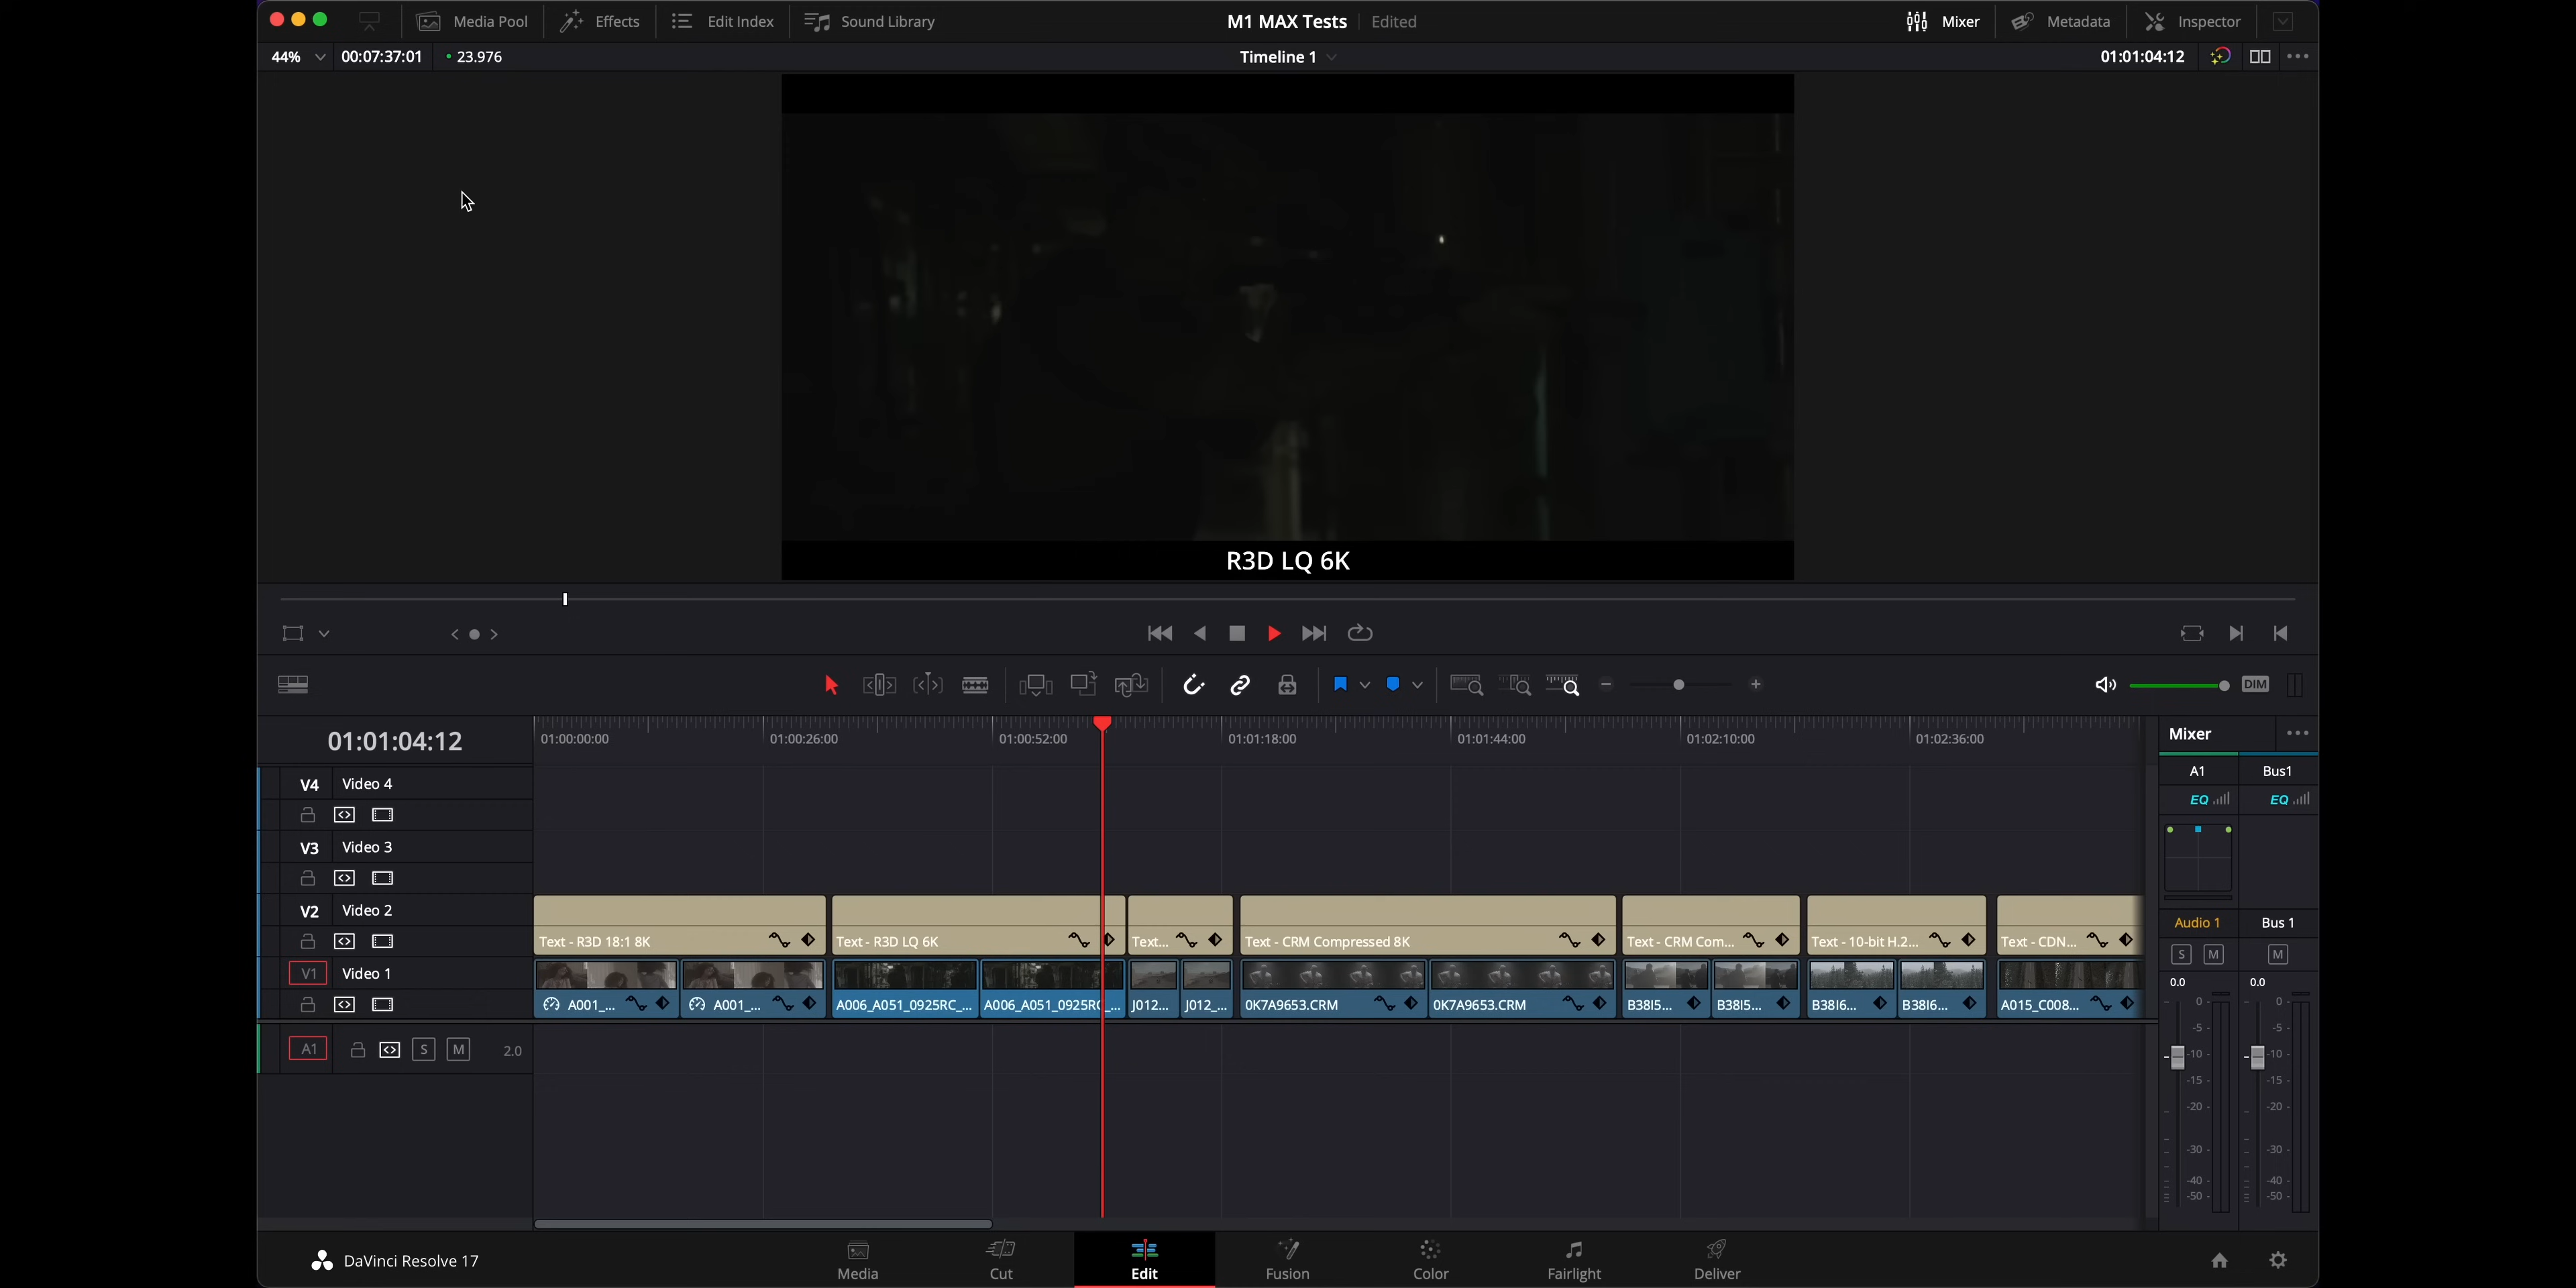 Media Pool Effects Edit Index Sound Library M1 MAX Tests Edited Mixer Metadata Inspector
44% 00:07:37:01 23.976 Timeline 1 01:01:04:12
R3D LQ 6K
DIM
01:01:04:12 01:00:00:00 01:00:26:00 01:00:52:00 01:01:18:00 01:01:44:00 01:02:10:00 01:02:36:00 Mixer
A1 Bus1
EQ EQ
V4 Video 4
V3 Video 3
V2 Video 2
Audio 1 Bus 1
Text - R3D 18:1 8K Text - R3D LQ 6K Text... Text - CRM Compressed 8K Text - CRM Com... Text - 10-bit H.2... Text - CDN...
S M M
V1 Video 1
0.0 0.0
A001_... A001_... A006_A051_0925RC_... A006_A051_0925RC_... J012... J012_... 0K7A9653.CRM 0K7A9653.CRM B38I5... B38I5... B38I6... B38I6... A015_C008...
A1 S M 2.0
0 0
-5 -5
-10 -10
-15 -15
-20 -20
-30 -30
-40 -40
-50 -50
DaVinci Resolve 17 Media Cut Edit Fusion Color Fairlight Deliver